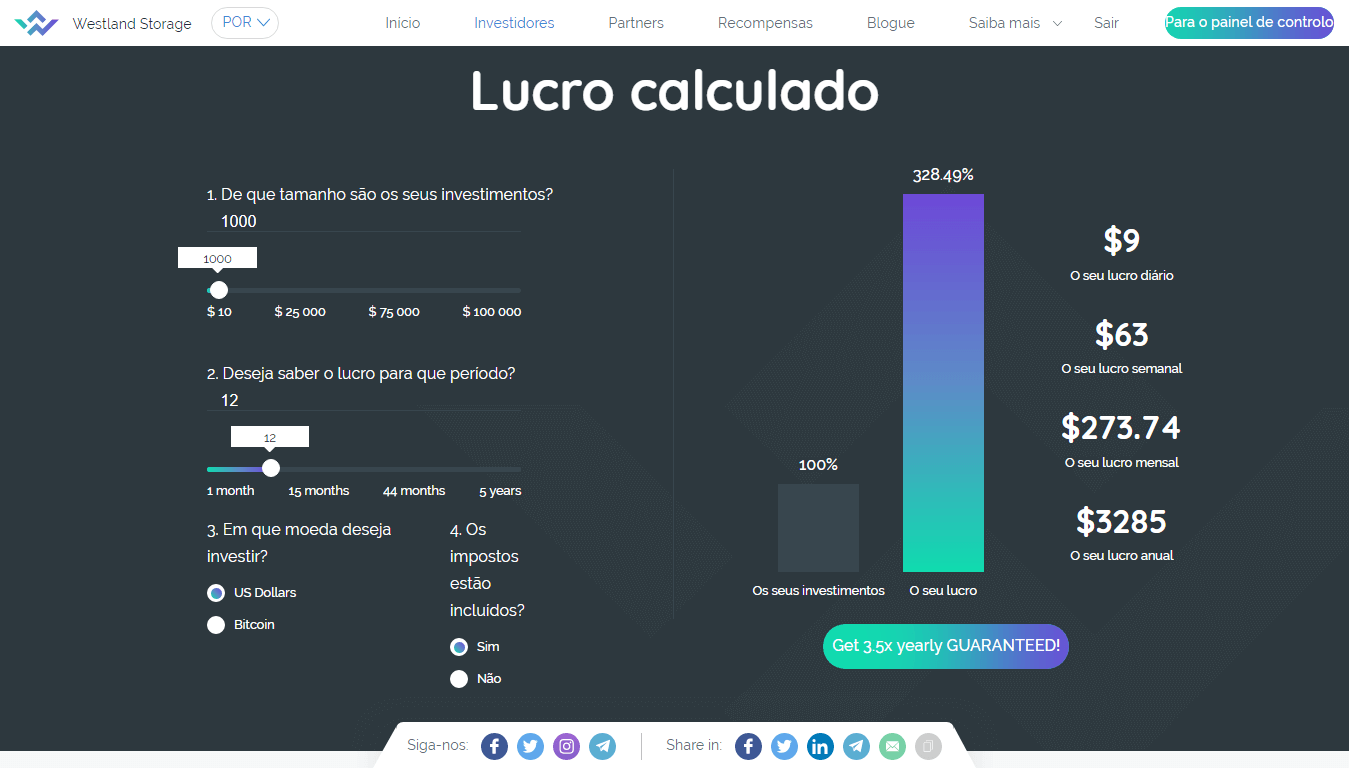 Westland Storage
POR
Início
Investidores
Partners
Recompensas
Blogue
Saiba mais
Sair
Para o painel de controlo
Lucro calculado
1. De que tamanho são os seus investimentos?
1000
1000
$ 10
$ 25 000
$ 75 000
$ 100 000
2. Deseja saber o lucro para que período?
12
12
1 month
15 months
44 months
5 years
3. Em que moeda deseja
investir?
US Dollars
Bitcoin
4. Os
impostos
estão
incluídos?
Sim
Não
328.49%
100%
Os seus investimentos
O seu lucro
$9
O seu lucro diário
$63
O seu lucro semanal
$273.74
O seu lucro mensal
$3285
O seu lucro anual
Get 3.5x yearly GUARANTEED!
Siga-nos:
Share in: